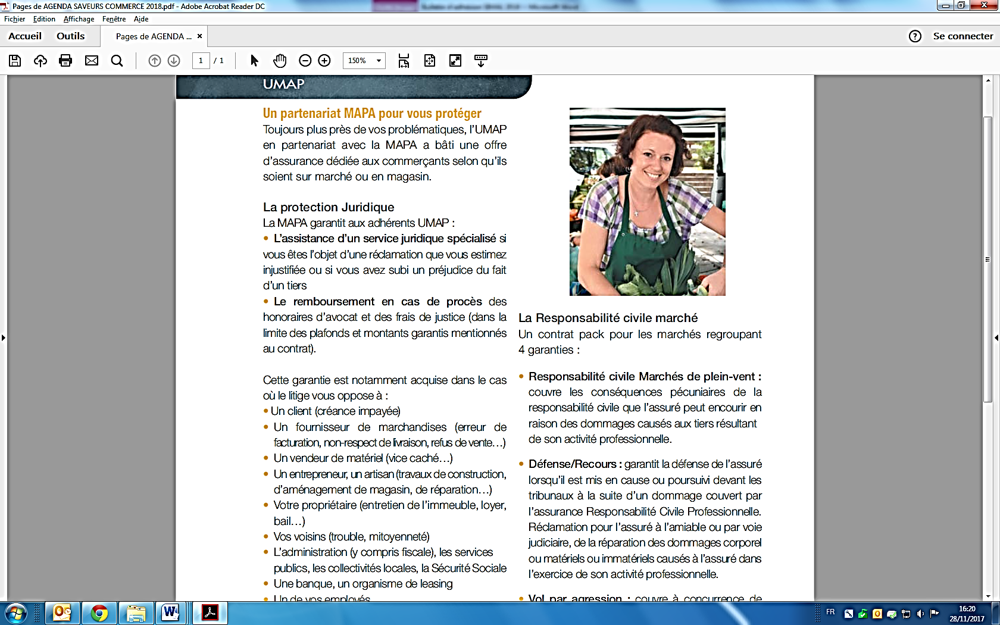 Pages de AGENDA SAVEURS COMMERCE 2018.pdf - Adobe Acrobat Reader DC
Fichier Edition Affichage Fenêtre Aide
Accueil Outils Pages de AGENDA ... × Se connecter
1 / 1 150%
UMAP
Un partenariat MAPA pour vous protéger
Toujours plus près de vos problématiques, l'UMAP
en partenariat avec la MAPA a bâti une offre
d'assurance dédiée aux commerçants selon qu'ils
soient sur marché ou en magasin.
La protection Juridique
La MAPA garantit aux adhérents UMAP :
• L'assistance d'un service juridique spécialisé si
vous êtes l'objet d'une réclamation que vous estimez
injustifiée ou si vous avez subi un préjudice du fait
d'un tiers
• Le remboursement en cas de procès des
honoraires d'avocat et des frais de justice (dans la
limite des plafonds et montants garantis mentionnés
au contrat).
Cette garantie est notamment acquise dans le cas
où le litige vous oppose à :
• Un client (créance impayée)
• Un fournisseur de marchandises (erreur de
facturation, non-respect de livraison, refus de vente…)
• Un vendeur de matériel (vice caché…)
• Un entrepreneur, un artisan (travaux de construction,
d'aménagement de magasin, de réparation…)
• Votre propriétaire (entretien de l'immeuble, loyer,
bail…)
• Vos voisins (trouble, mitoyenneté)
• L'administration (y compris fiscale), les services
publics, les collectivités locales, la Sécurité Sociale
• Une banque, un organisme de leasing
• Un de vos employés
La Responsabilité civile marché
Un contrat pack pour les marchés regroupant
4 garanties :
• Responsabilité civile Marchés de plein-vent :
couvre les conséquences pécuniaires de la
responsabilité civile que l'assuré peut encourir en
raison des dommages causés aux tiers résultant
de son activité professionnelle.
• Défense/Recours : garantit la défense de l'assuré
lorsqu'il est mis en cause ou poursuivi devant les
tribunaux à la suite d'un dommage couvert par
l'assurance Responsabilité Civile Professionnelle.
Réclamation pour l'assuré à l'amiable ou par voie
judiciaire, de la réparation des dommages corporel
ou matériels ou immatériels causés à l'assuré dans
l'exercice de son activité professionnelle.
• Vol par agression : couvre à concurrence de
FR 16:20
28/11/2017